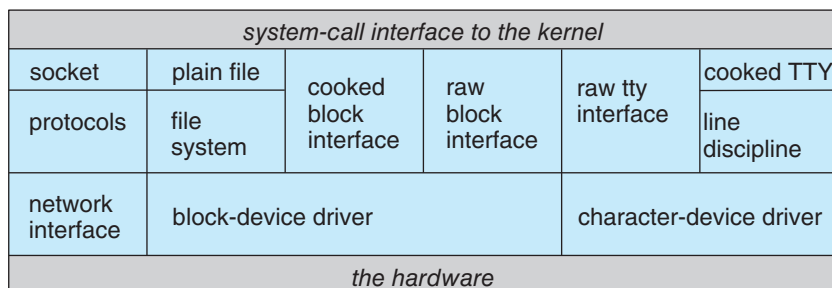 system-call interface to the kernel
socket
plain file
cooked
block
interface
raw
block
interface
raw tty
interface
cooked TTY
protocols
file
system
line
discipline
network
interface
block-device driver
character-device driver
the hardware